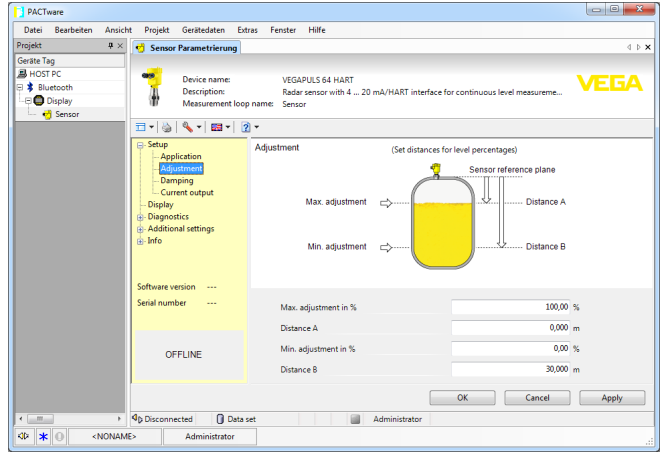 PACTware
Datei Bearbeiten Ansicht Projekt Gerätedaten Extras Fenster Hilfe
Projekt
Geräte Tag
HOST PC
Bluetooth
Display
Sensor
Sensor Parametrierung
Device name: VEGAPULS 64 HART
Description: Radar sensor with 4 ... 20 mA/HART interface for continuous level measureme...
Measurement loop name: Sensor
VEGA
Setup
Application
Adjustment
Damping
Current output
Display
Diagnostics
Additional settings
Info
Software version ---
Serial number ---
OFFLINE
Adjustment
(Set distances for level percentages)
Sensor reference plane
Max. adjustment
Distance A
Min. adjustment
Distance B
Max. adjustment in % 100,00 %
Distance A 0,000 m
Min. adjustment in % 0,00 %
Distance B 30,000 m
OK Cancel Apply
Disconnected Data set Administrator
<NONAME> Administrator